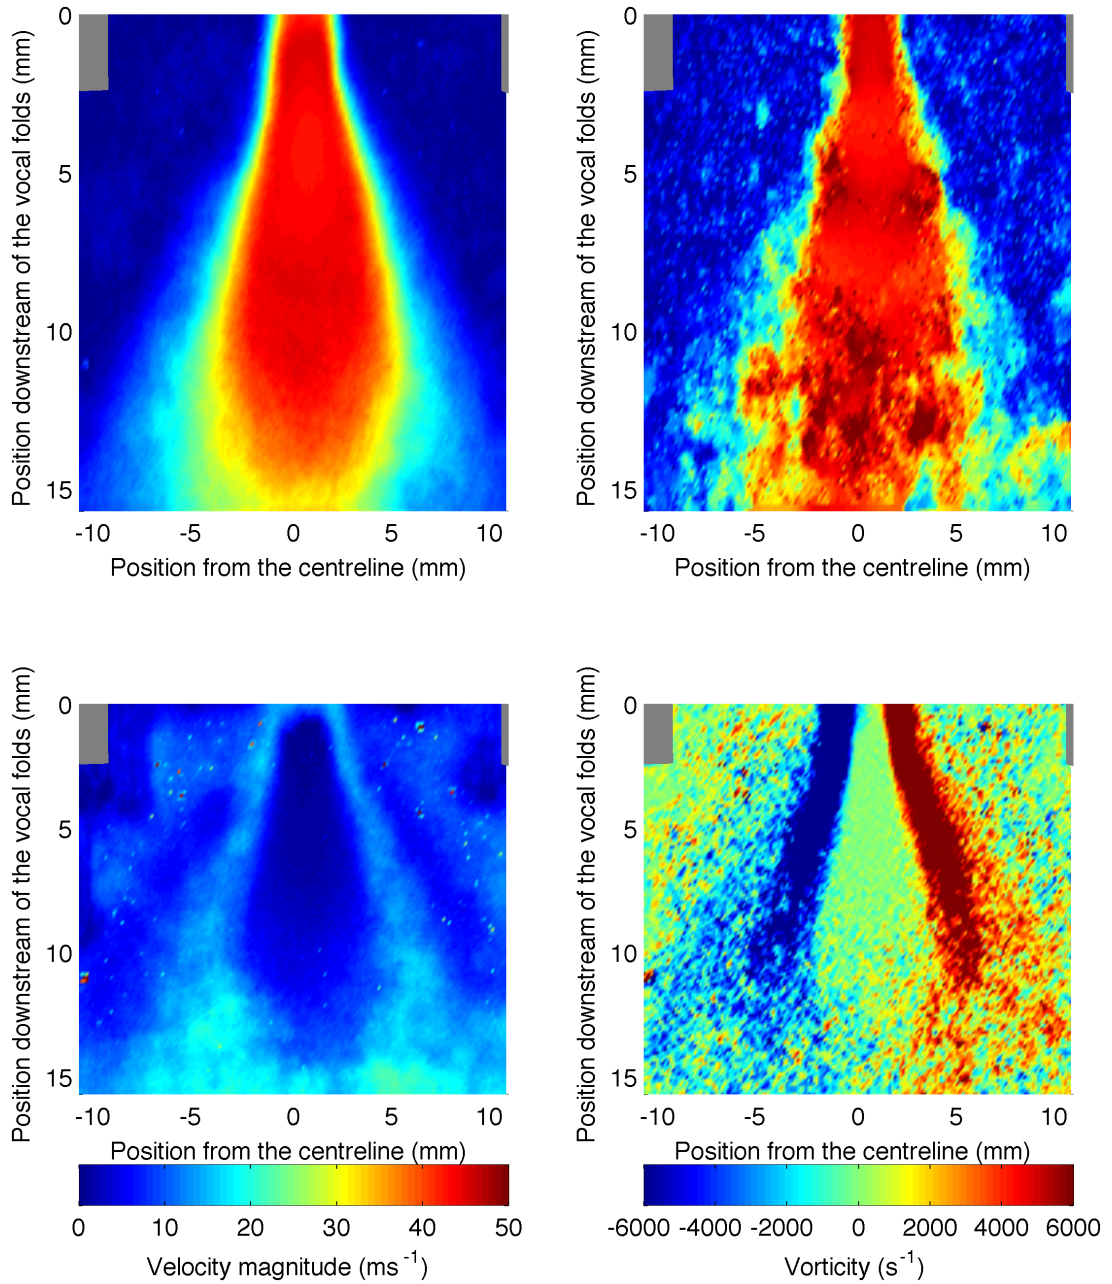 0
5
10
15
Position downstream of the vocal folds (mm)
-10 -5 0 5 10
Position from the centreline (mm)
0
5
10
15
Position downstream of the vocal folds (mm)
-10 -5 0 5 10
Position from the centreline (mm)
0
5
10
15
Position downstream of the vocal folds (mm)
-10 -5 0 5 10
Position from the centreline (mm)
0 10 20 30 40 50
Velocity magnitude (ms⁻¹)
0
5
10
15
Position downstream of the vocal folds (mm)
-10 -5 0 5 10
Position from the centreline (mm)
-6000 -4000 -2000 0 2000 4000 6000
Vorticity (s⁻¹)